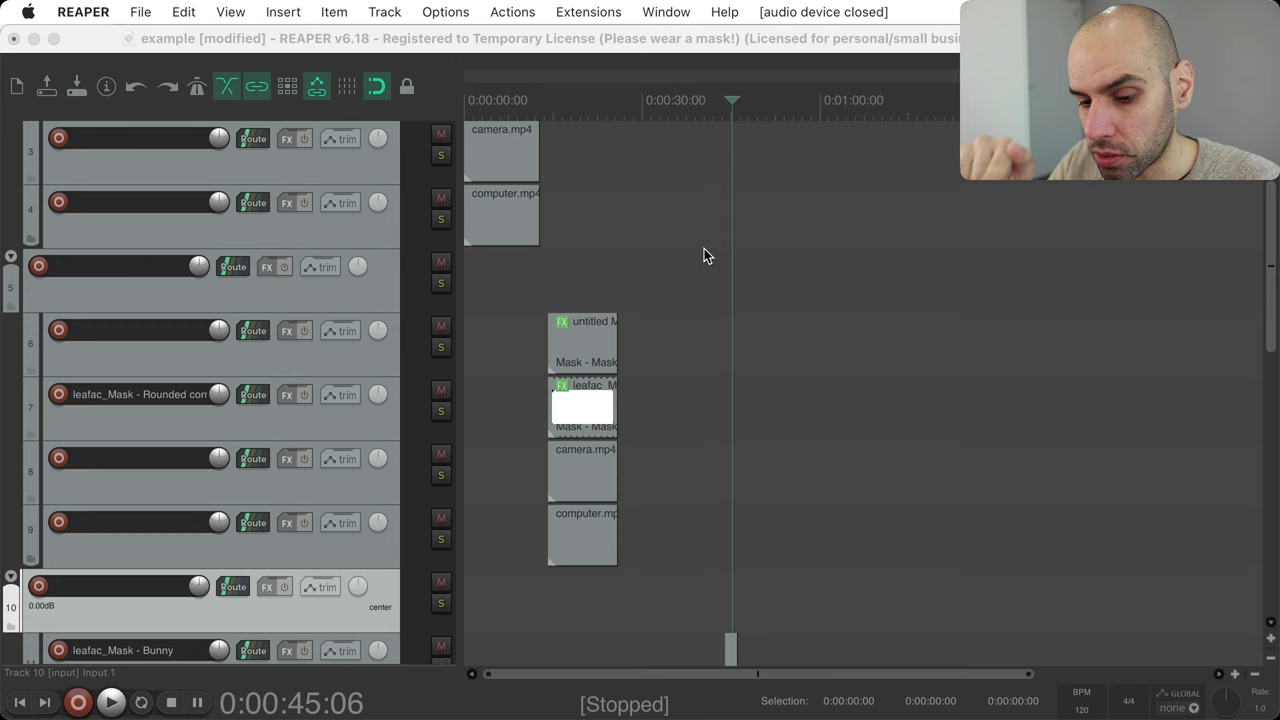 REAPER File Edit View Insert Item Track Options Actions Extensions Window Help [audio device closed]
example [modified] - REAPER v6.18 - Registered to Temporary License (Please wear a mask!) (Licensed for personal/small busi
0:00:00:00 0:00:30:00 0:01:00:00
3 Route FX trim M S camera.mp4
4 Route FX trim M S computer.mp4
5 Route FX trim M S
6 Route FX trim M S FX untitled M
Mask - Mask
7 leafac_Mask - Rounded corr Route FX trim M S FX leafac_M
Mask - Mask
8 Route FX trim M S camera.mp4
9 Route FX trim M S computer.mp
10 Route FX trim M S
0.00dB center
leafac_Mask - Bunny Route FX trim M
Track 10 [input] Input 1
0:00:45:06 [Stopped] Selection: 0:00:00:00 0:00:00:00 0:00:00:00 BPM 120 4/4 GLOBAL none Rate: 1.0